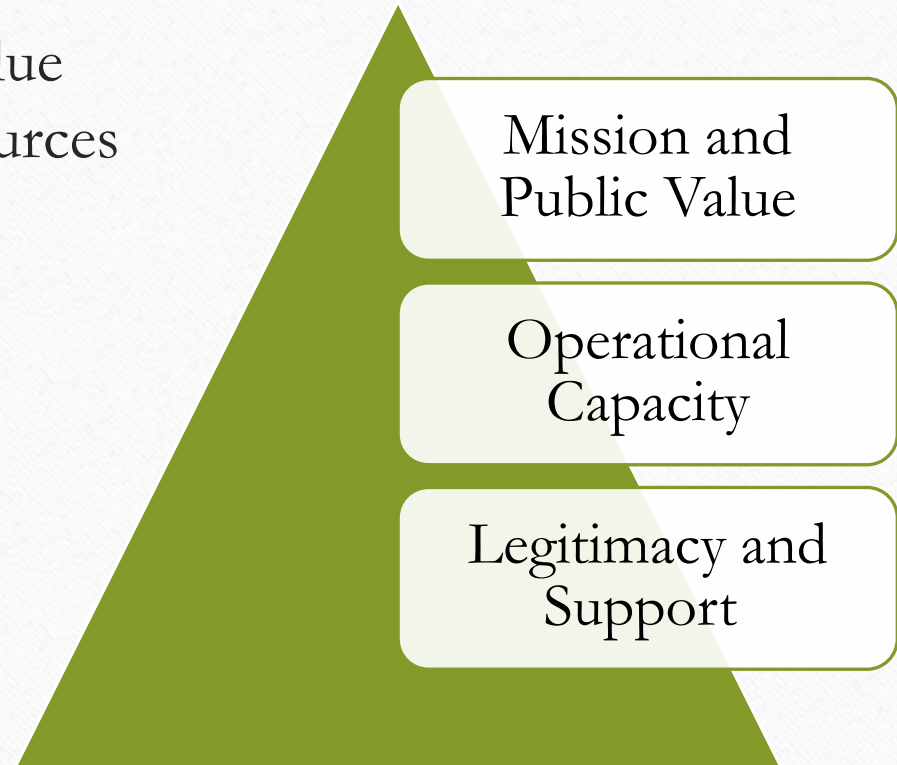 lue
urces
Mission and
Public Value
Operational
Capacity
Legitimacy and
Support